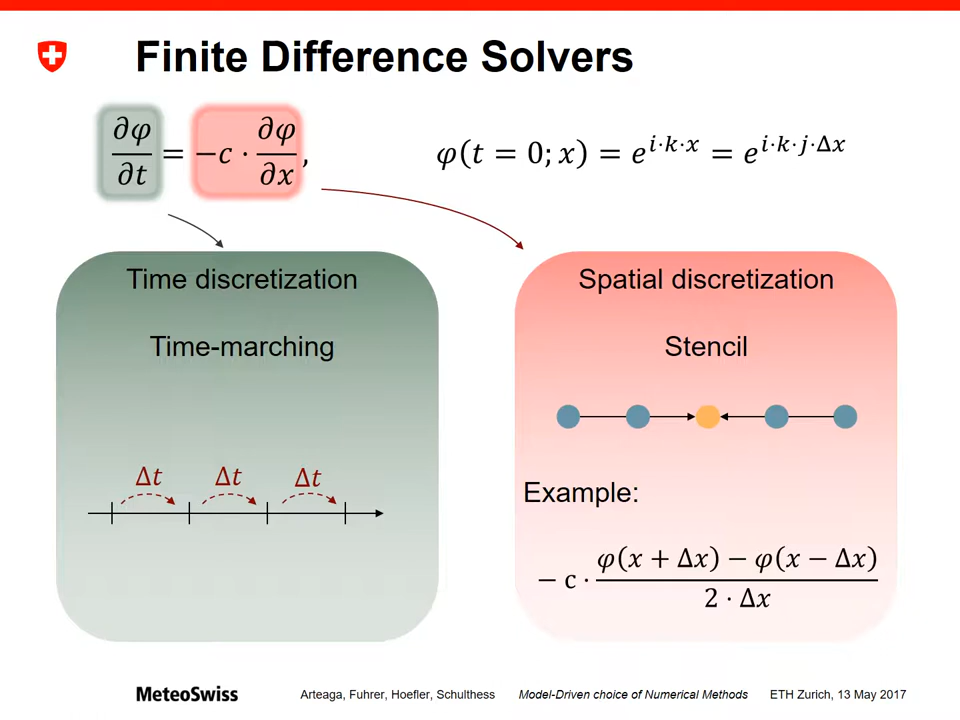 Finite Difference Solvers
∂φ/∂t = −c · ∂φ/∂x,
φ(t = 0; x) = e^{i·k·x} = e^{i·k·j·Δx}
Time discretization
Time-marching
Δt Δt Δt
Spatial discretization
Stencil
Example:
− c · (φ(x + Δx) − φ(x − Δx))/(2 · Δx)
MeteoSwiss
Arteaga, Fuhrer, Hoefler, Schulthess
Model-Driven choice of Numerical Methods
ETH Zurich, 13 May 2017